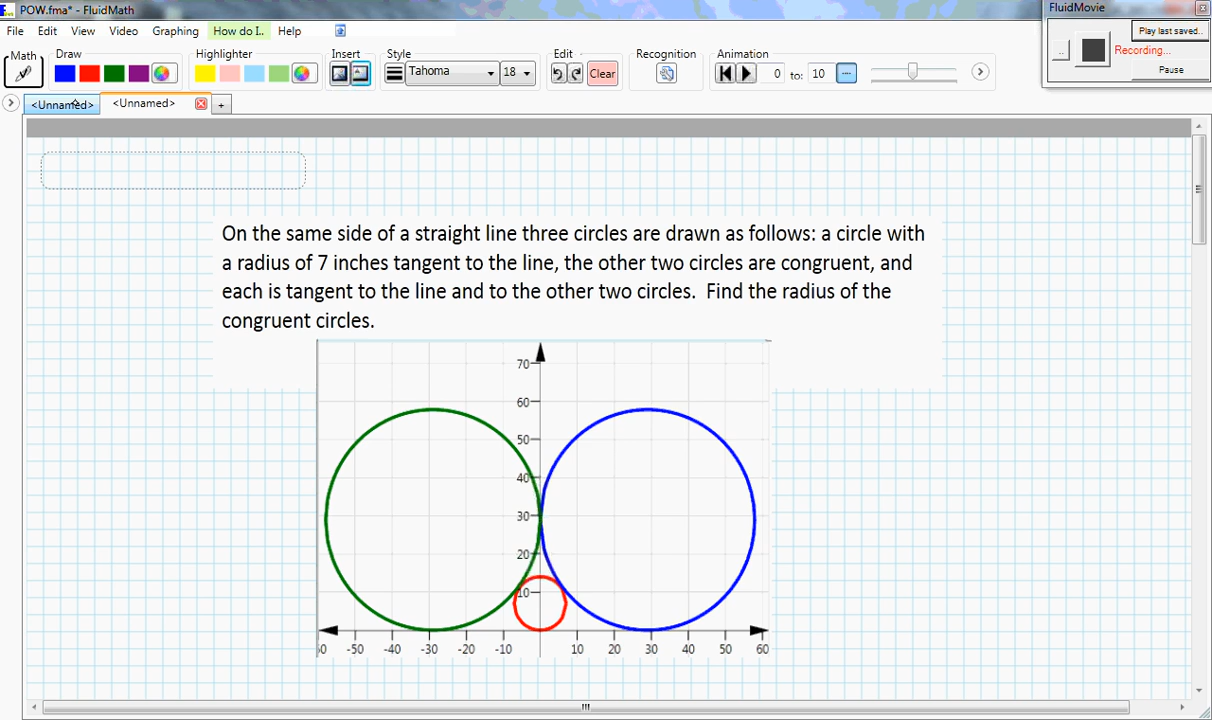 POW.fma* - FluidMath
FluidMovie
File Edit View Video Graphing How do I.. Help
Play last saved..
Recording...
Pause
..
Math Draw Highlighter Insert Style Edit Recognition Animation
Tahoma 18 Clear 0 to: 10
<Unnamed> <Unnamed> +
On the same side of a straight line three circles are drawn as follows: a circle with
a radius of 7 inches tangent to the line, the other two circles are congruent, and
each is tangent to the line and to the other two circles.  Find the radius of the
congruent circles.
70
60
50
40
30
20
10
-50 -40 -30 -20 -10 10 20 30 40 50 60